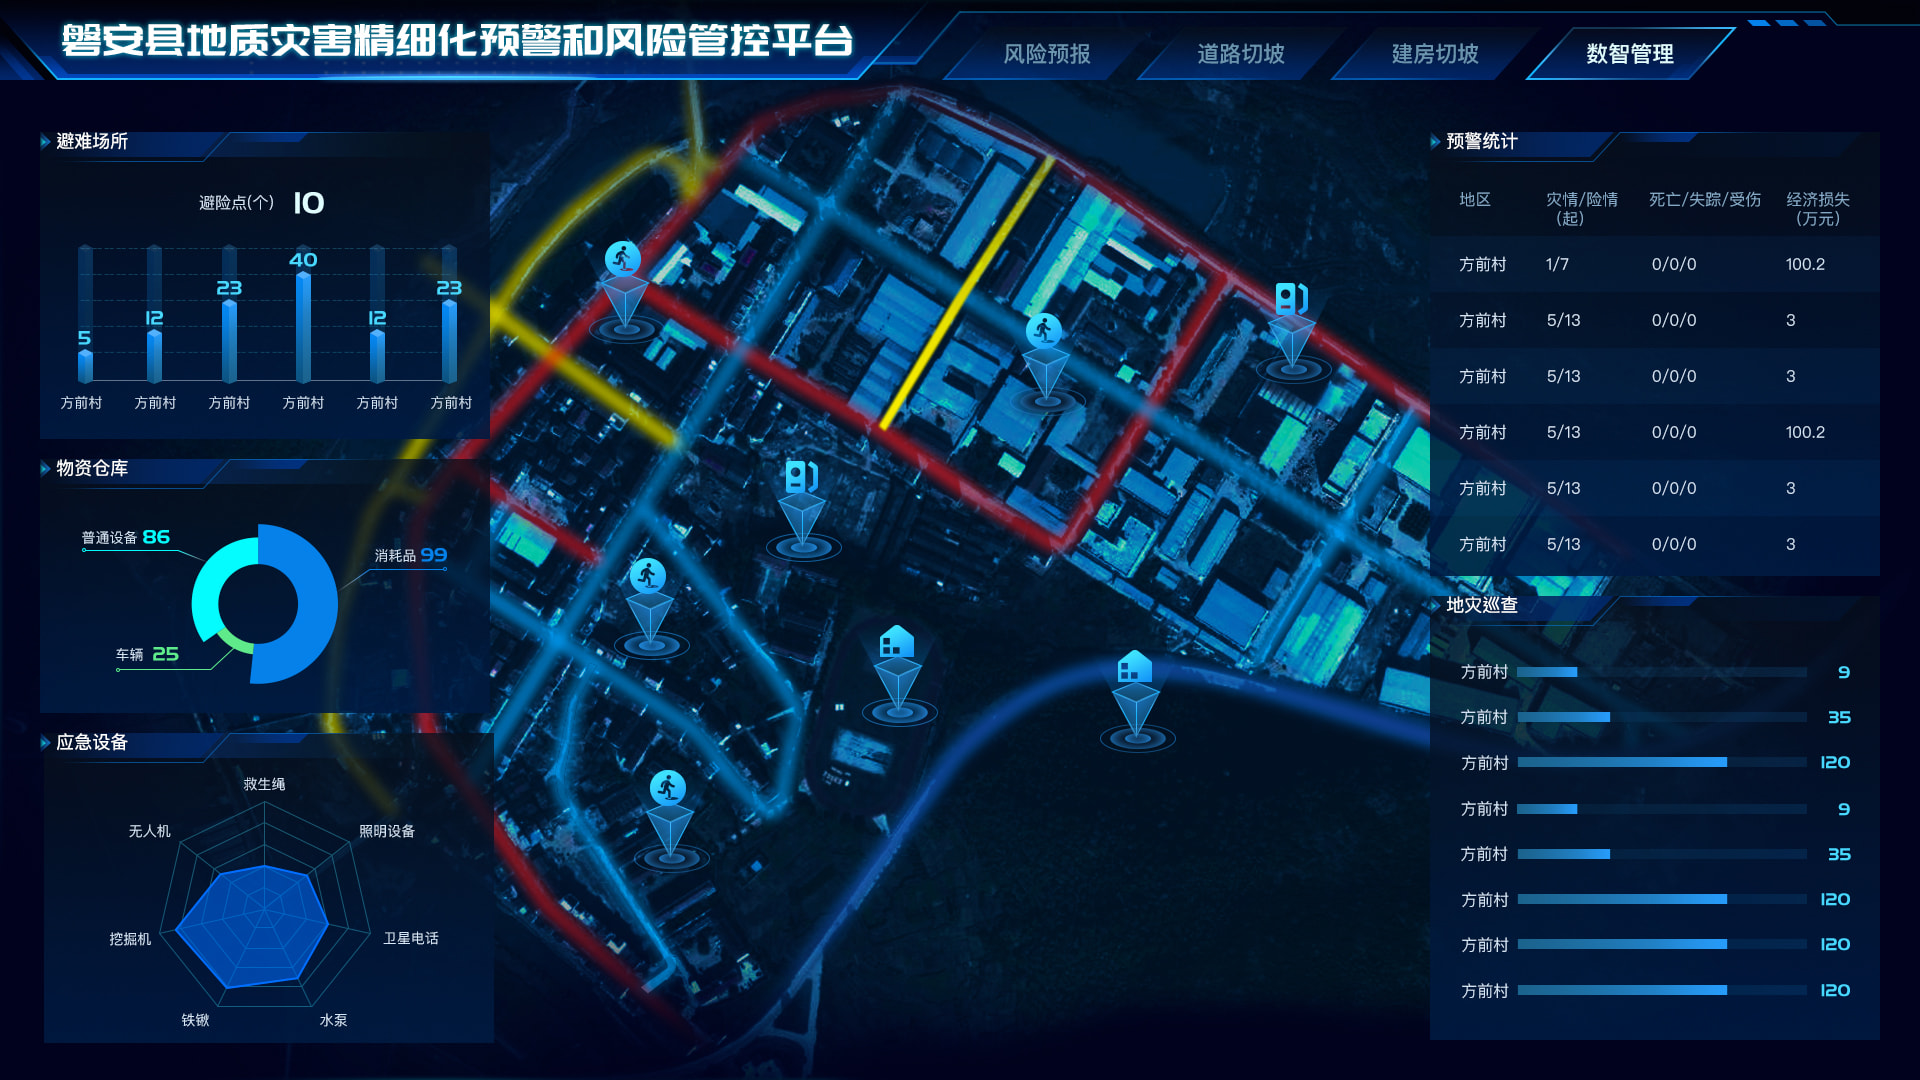 磐安县地质灾害精细化预警和风险管控平台
风险预报
道路切坡
建房切坡
数智管理
避难场所
避险点(个) 10
5
12
23
40
12
23
方前村
方前村
方前村
方前村
方前村
方前村
物资仓库
普通设备 86
消耗品 99
车辆 25
应急设备
救生绳
无人机
照明设备
挖掘机
卫星电话
铁锹
水泵
预警统计
地区 灾情/险情 死亡/失踪/受伤 经济损失
（起） （万元）
方前村 1/7 0/0/0 100.2
方前村 5/13 0/0/0 3
方前村 5/13 0/0/0 3
方前村 5/13 0/0/0 100.2
方前村 5/13 0/0/0 3
方前村 5/13 0/0/0 3
地灾巡查
方前村 9
方前村 35
方前村 120
方前村 9
方前村 35
方前村 120
方前村 120
方前村 120